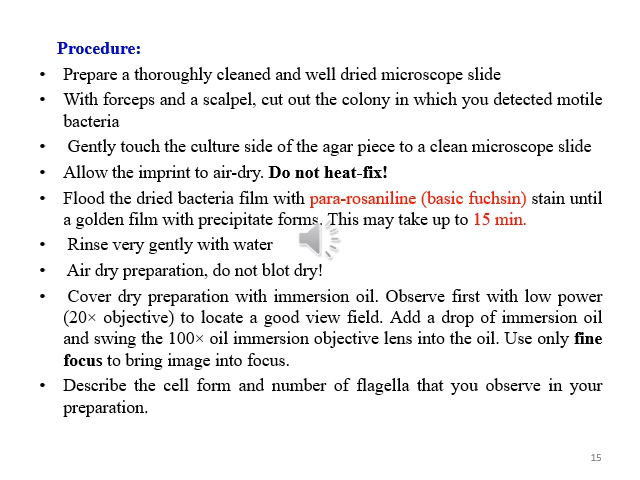 Procedure:
• Prepare a thoroughly cleaned and well dried microscope slide
• With forceps and a scalpel, cut out the colony in which you detected motile
bacteria
• Gently touch the culture side of the agar piece to a clean microscope slide
• Allow the imprint to air-dry. Do not heat-fix!
• Flood the dried bacteria film with para-rosaniline (basic fuchsin) stain until
a golden film with precipitate forms. This may take up to 15 min.
• Rinse very gently with water
• Air dry preparation, do not blot dry!
• Cover dry preparation with immersion oil. Observe first with low power
(20× objective) to locate a good view field. Add a drop of immersion oil
and swing the 100× oil immersion objective lens into the oil. Use only fine
focus to bring image into focus.
• Describe the cell form and number of flagella that you observe in your
preparation.
15